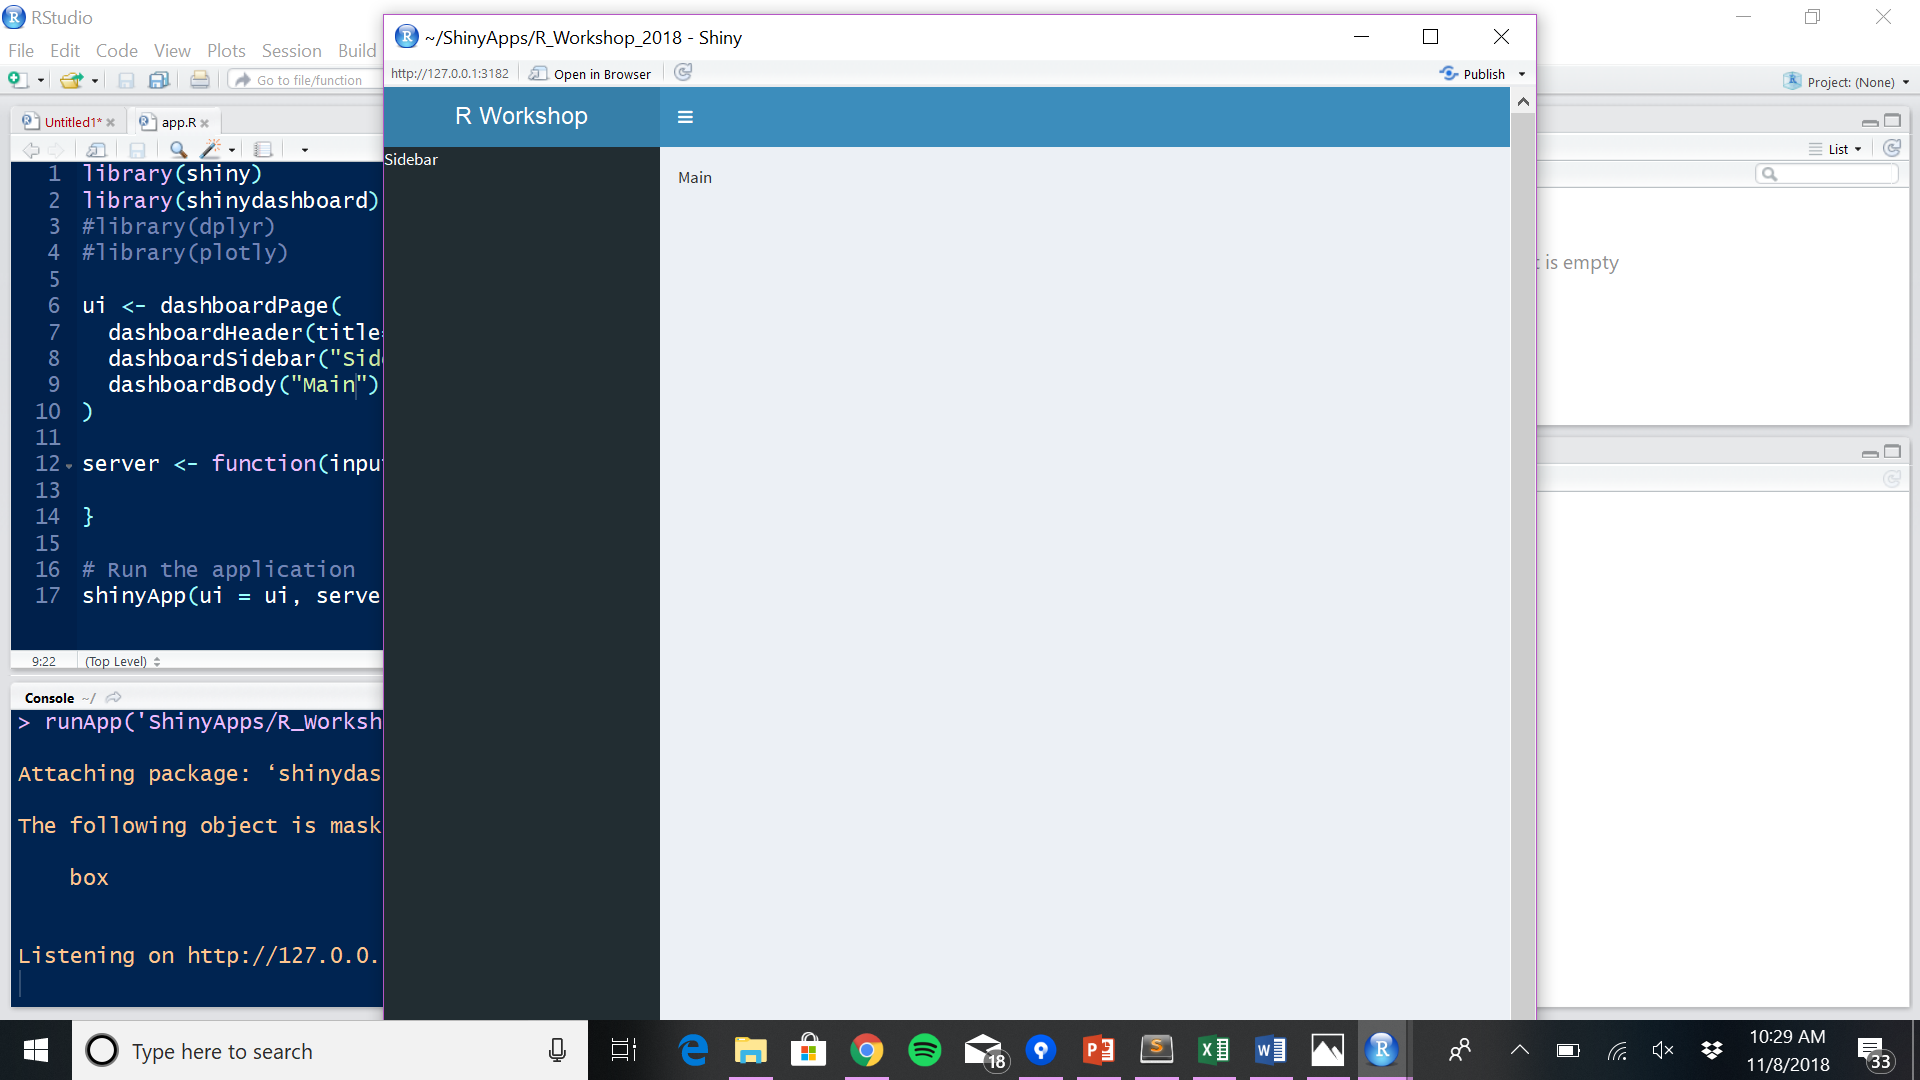 RStudio
File Edit Code View Plots Session Build
Go to file/function
Project: (None)
Untitled1*
app.R
1 library(shiny)
2 library(shinydashboard)
3 #library(dplyr)
4 #library(plotly)
5
6 ui <- dashboardPage(
7 dashboardHeader(title=
8 dashboardSidebar("Side
9 dashboardBody("Main")
10 )
11
12 server <- function(inpu
13
14 }
15
16 # Run the application
17 shinyApp(ui = ui, serve
9:22 (Top Level)
Console ~/
> runApp('ShinyApps/R_Worksh
Attaching package: ‘shinydas
The following object is mask
box
Listening on http://127.0.0.
~/ShinyApps/R_Workshop_2018 - Shiny
http://127.0.0.1:3182 Open in Browser Publish
R Workshop
Sidebar
Main
List
is empty
Type here to search
18
10:29 AM
11/8/2018
33